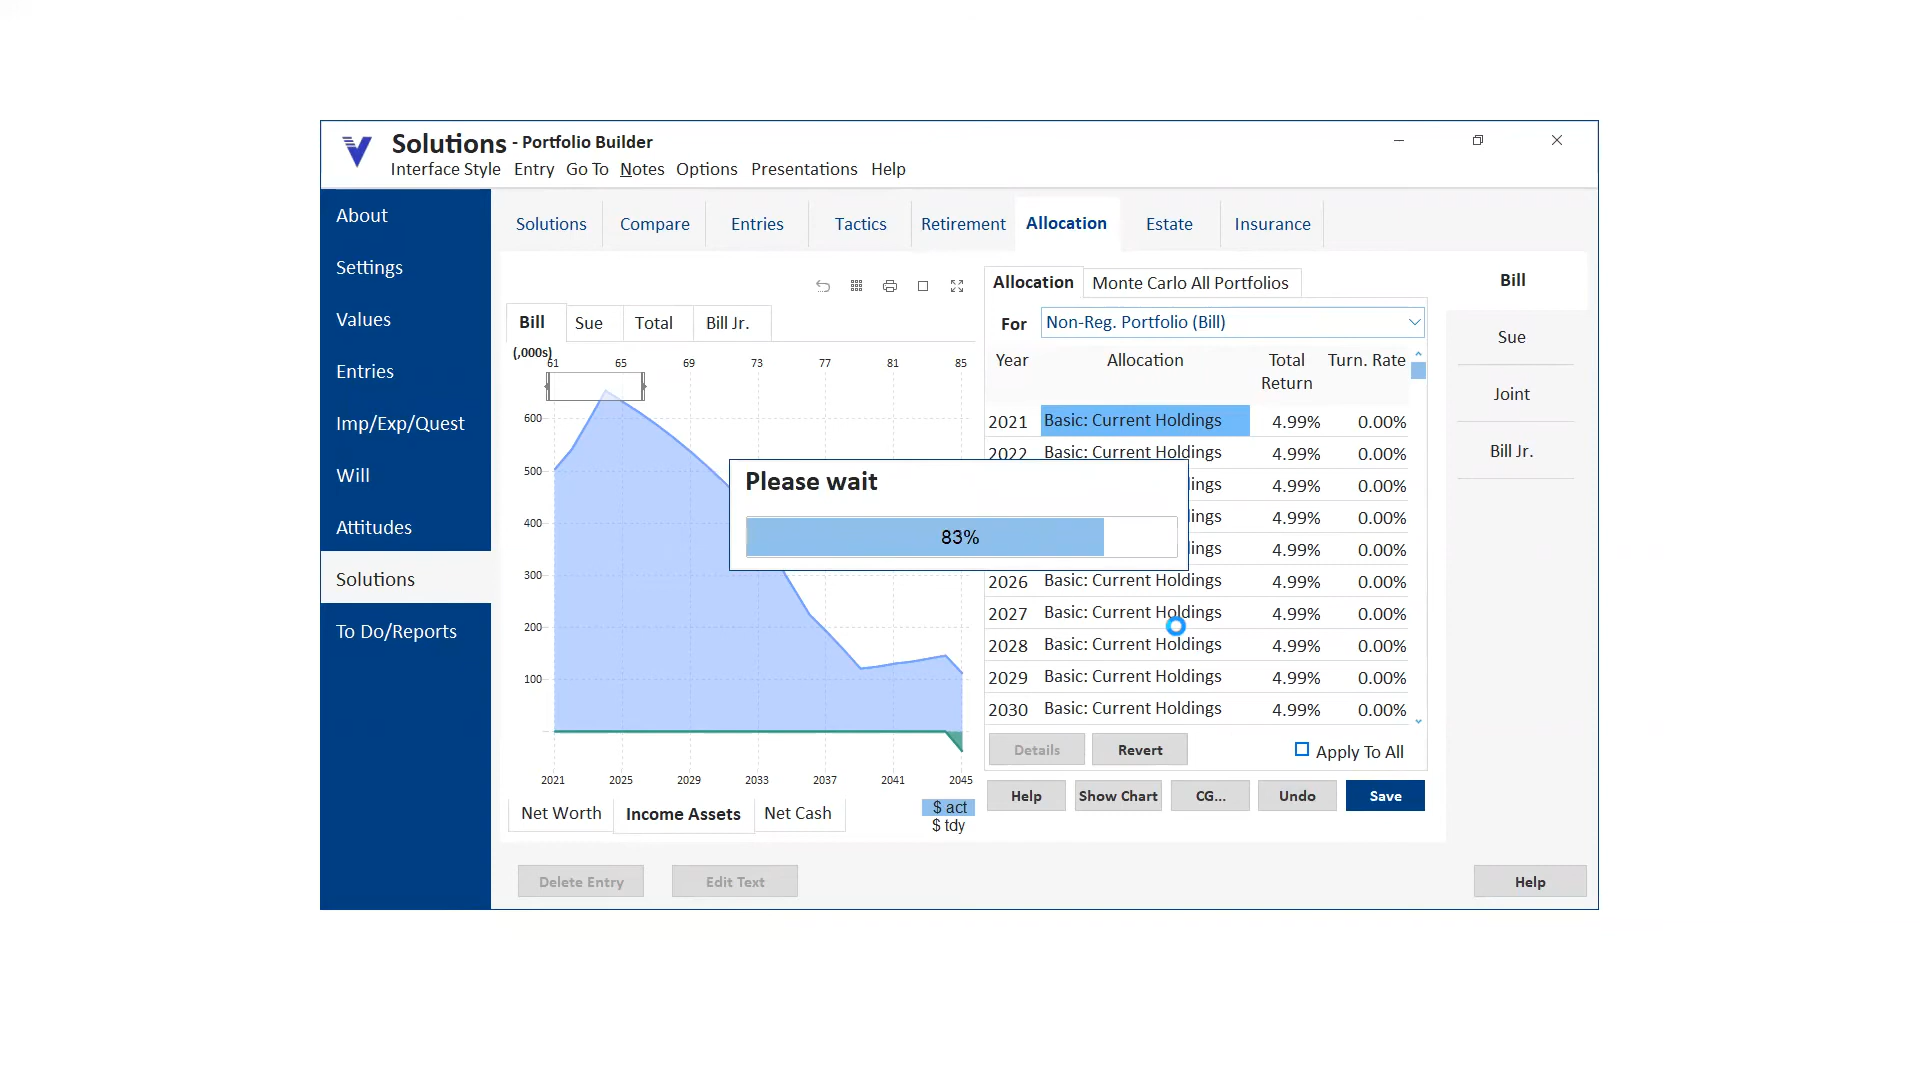 Solutions - Portfolio Builder
Interface Style Entry Go To Notes Options Presentations Help
About
Settings
Values
Entries
Imp/Exp/Quest
Will
Attitudes
Solutions
To Do/Reports
Solutions Compare Entries Tactics Retirement Allocation Estate Insurance
Bill Sue Total Bill Jr.
(,000s)
61 65 69 73 77 81 85
600
500
400
300
200
100
2021 2025 2029 2033 2037 2041 2045
Net Worth Income Assets Net Cash
$ act
$ tdy
Allocation Monte Carlo All Portfolios
For Non-Reg. Portfolio (Bill)
Year Allocation Total Return Turn. Rate
2021 Basic: Current Holdings 4.99% 0.00%
2022 Basic: Current Holdings 4.99% 0.00%
ings 4.99% 0.00%
ings 4.99% 0.00%
ings 4.99% 0.00%
2026 Basic: Current Holdings 4.99% 0.00%
2027 Basic: Current Holdings 4.99% 0.00%
2028 Basic: Current Holdings 4.99% 0.00%
2029 Basic: Current Holdings 4.99% 0.00%
2030 Basic: Current Holdings 4.99% 0.00%
Please wait
83%
Details Revert Apply To All
Help Show Chart CG... Undo Save
Bill
Sue
Joint
Bill Jr.
Delete Entry Edit Text Help